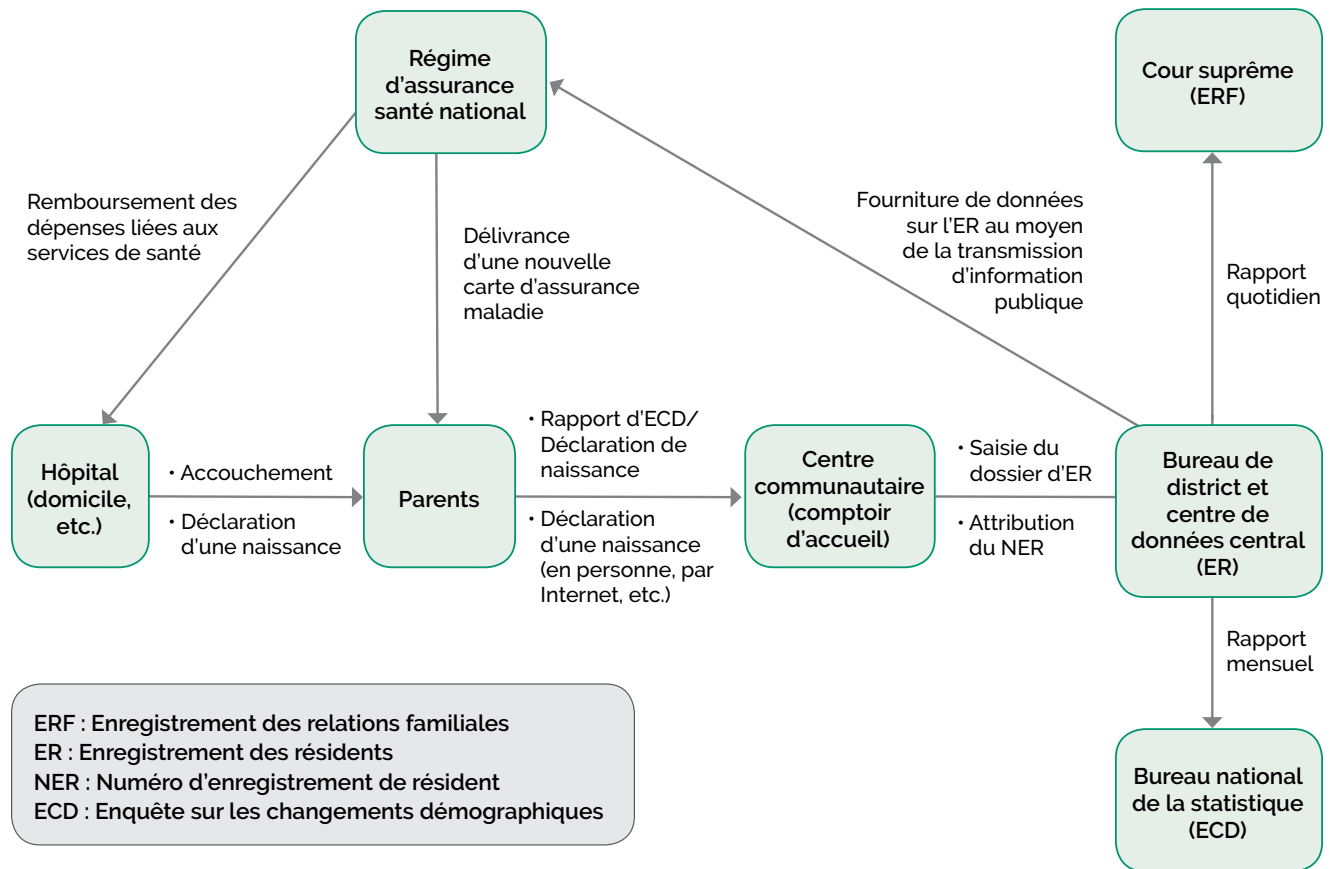 Régime
d'assurance
santé national
Cour suprême
(ERF)
Remboursement des
dépenses liées aux
services de santé
Délivrance
d'une nouvelle
carte d'assurance
maladie
Fourniture de données
sur l'ER au moyen
de la transmission
d'information
publique
Rapport
quotidien
Hôpital
(domicile,
etc.)
• Accouchement
• Déclaration
d'une naissance
Parents
• Rapport d'ECD/
Déclaration de
naissance
• Déclaration
d'une naissance
(en personne, par
Internet, etc.)
Centre
communautaire
(comptoir
d'accueil)
• Saisie du
dossier d'ER
• Attribution
du NER
Bureau de
district et
centre de
données central
(ER)
Rapport
mensuel
Bureau national
de la statistique
(ECD)
ERF : Enregistrement des relations familiales
ER : Enregistrement des résidents
NER : Numéro d'enregistrement de résident
ECD : Enquête sur les changements démographiques